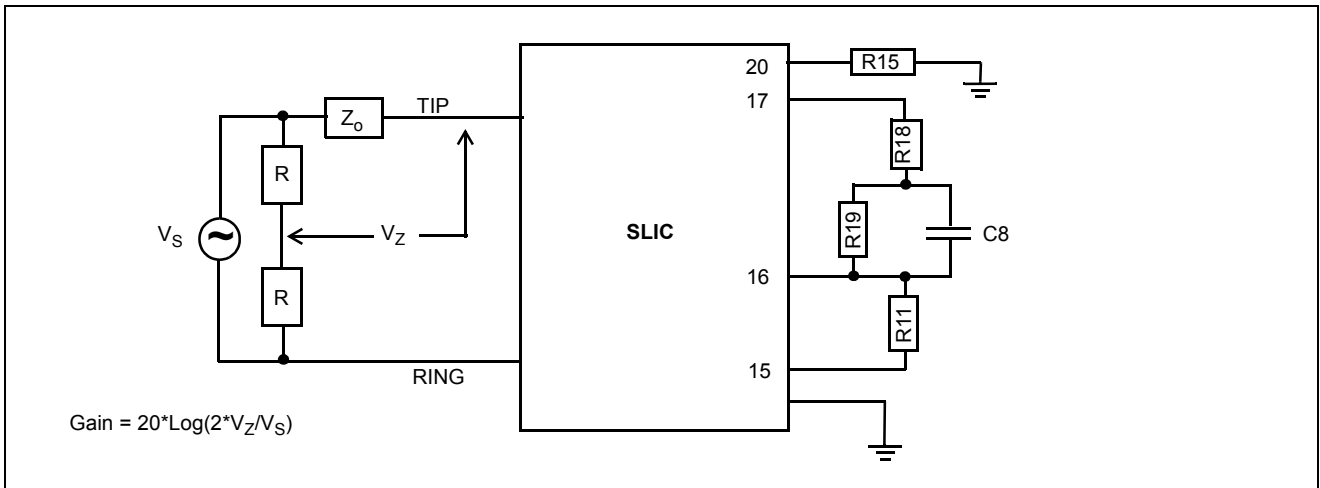 20
R15
17
TIP
Zo
R18
R
VS
~
VZ
SLIC
R19
C8
16
R
R11
15
RING
Gain = 20*Log(2*VZ/VS)